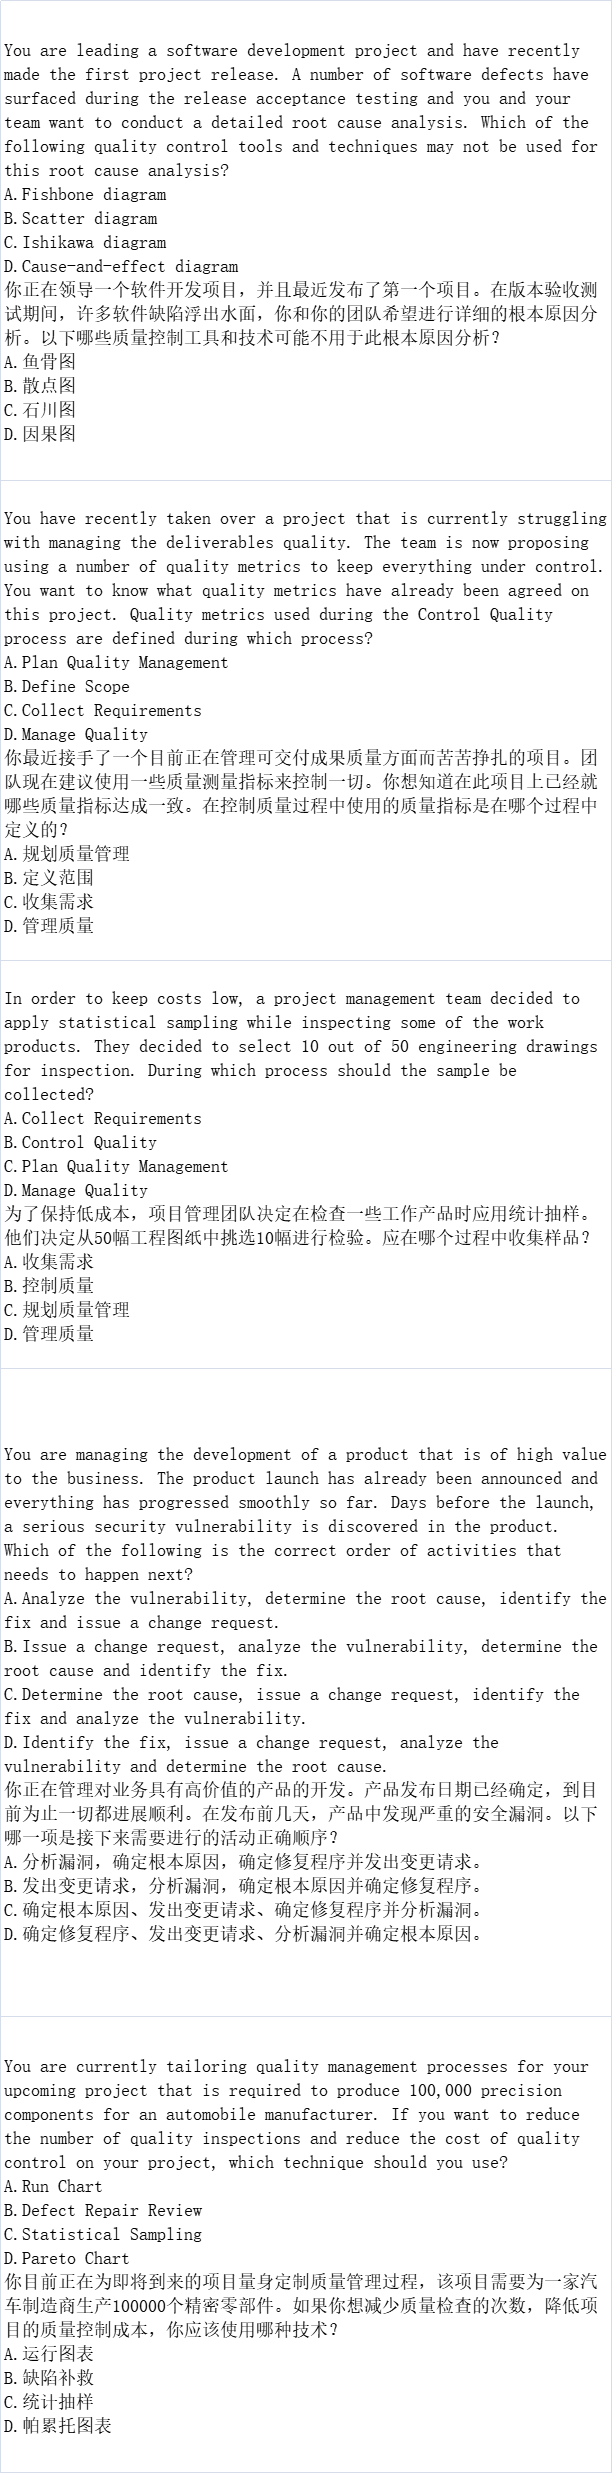 You are leading a software development project and have recently
made the first project release. A number of software defects have
surfaced during the release acceptance testing and you and your
team want to conduct a detailed root cause analysis. Which of the
following quality control tools and techniques may not be used for
this root cause analysis?
A.Fishbone diagram
B.Scatter diagram
C.Ishikawa diagram
D.Cause-and-effect diagram
你正在领导一个软件开发项目，并且最近发布了第一个项目。在版本验收测
试期间，许多软件缺陷浮出水面，你和你的团队希望进行详细的根本原因分
析。以下哪些质量控制工具和技术可能不用于此根本原因分析？
A.鱼骨图
B.散点图
C.石川图
D.因果图
You have recently taken over a project that is currently struggling
with managing the deliverables quality. The team is now proposing
using a number of quality metrics to keep everything under control.
You want to know what quality metrics have already been agreed on
this project. Quality metrics used during the Control Quality
process are defined during which process?
A.Plan Quality Management
B.Define Scope
C.Collect Requirements
D.Manage Quality
你最近接手了一个目前正在管理可交付成果质量方面而苦苦挣扎的项目。团
队现在建议使用一些质量测量指标来控制一切。你想知道在此项目上已经就
哪些质量指标达成一致。在控制质量过程中使用的质量指标是在哪个过程中
定义的？
A.规划质量管理
B.定义范围
C.收集需求
D.管理质量
In order to keep costs low, a project management team decided to
apply statistical sampling while inspecting some of the work
products. They decided to select 10 out of 50 engineering drawings
for inspection. During which process should the sample be
collected?
A.Collect Requirements
B.Control Quality
C.Plan Quality Management
D.Manage Quality
为了保持低成本，项目管理团队决定在检查一些工作产品时应用统计抽样。
他们决定从50幅工程图纸中挑选10幅进行检验。应在哪个过程中收集样品？
A.收集需求
B.控制质量
C.规划质量管理
D.管理质量
You are managing the development of a product that is of high value
to the business. The product launch has already been announced and
everything has progressed smoothly so far. Days before the launch,
a serious security vulnerability is discovered in the product.
Which of the following is the correct order of activities that
needs to happen next?
A.Analyze the vulnerability, determine the root cause, identify the
fix and issue a change request.
B.Issue a change request, analyze the vulnerability, determine the
root cause and identify the fix.
C.Determine the root cause, issue a change request, identify the
fix and analyze the vulnerability.
D.Identify the fix, issue a change request, analyze the
vulnerability and determine the root cause.
你正在管理对业务具有高价值的产品的开发。产品发布日期已经确定，到目
前为止一切都进展顺利。在发布前几天，产品中发现严重的安全漏洞。以下
哪一项是接下来需要进行的活动正确顺序？
A.分析漏洞，确定根本原因，确定修复程序并发出变更请求。
B.发出变更请求，分析漏洞，确定根本原因并确定修复程序。
C.确定根本原因、发出变更请求、确定修复程序并分析漏洞。
D.确定修复程序、发出变更请求、分析漏洞并确定根本原因。
You are currently tailoring quality management processes for your
upcoming project that is required to produce 100,000 precision
components for an automobile manufacturer. If you want to reduce
the number of quality inspections and reduce the cost of quality
control on your project, which technique should you use?
A.Run Chart
B.Defect Repair Review
C.Statistical Sampling
D.Pareto Chart
你目前正在为即将到来的项目量身定制质量管理过程，该项目需要为一家汽
车制造商生产100000个精密零部件。如果你想减少质量检查的次数，降低项
目的质量控制成本，你应该使用哪种技术？
A.运行图表
B.缺陷补救
C.统计抽样
D.帕累托图表